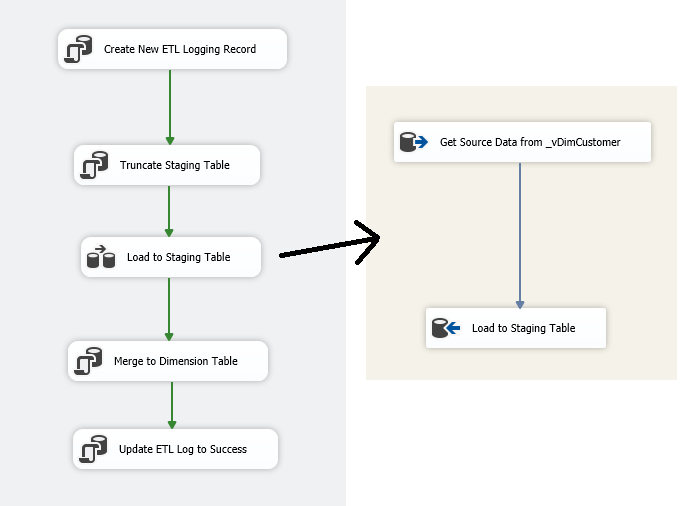 Create New ETL Logging Record
Truncate Staging Table
Load to Staging Table
Merge to Dimension Table
Update ETL Log to Success
Get Source Data from _vDimCustomer
Load to Staging Table